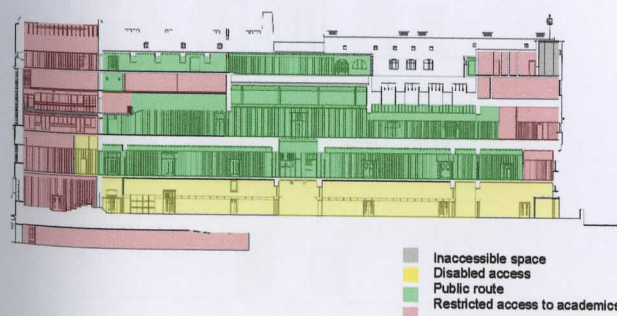 Inaccessible space
Disabled access
Public route
Restricted access to academics